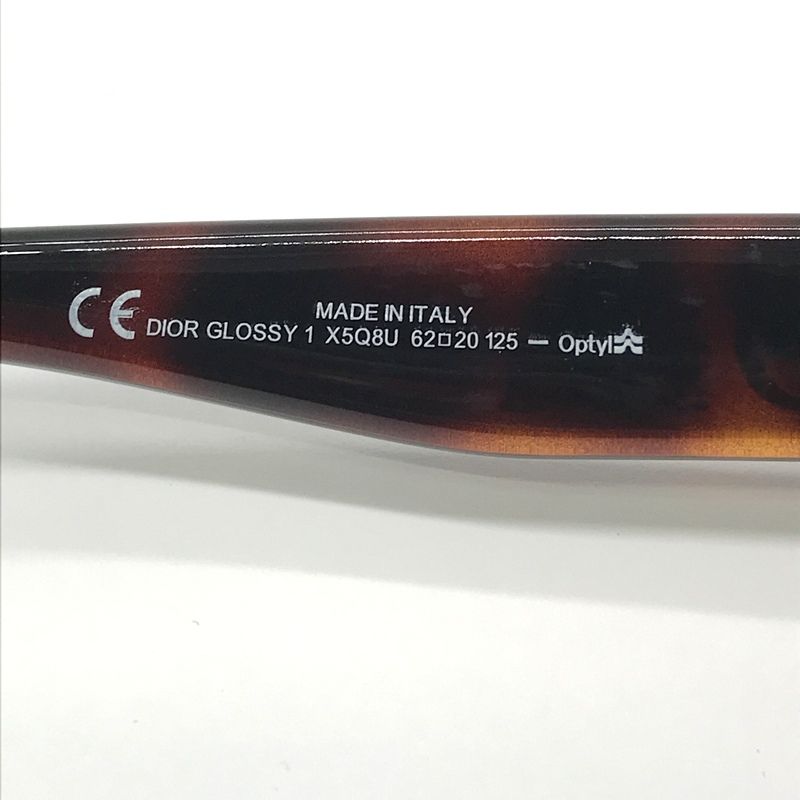 MADE IN ITALY
CE DIOR GLOSSY 1 X5Q8U 62□20 125 — Optyl